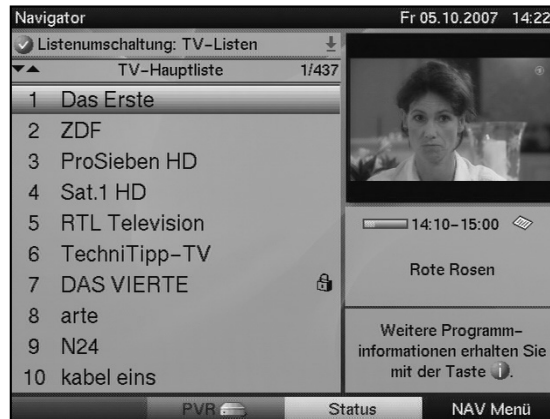 Navigator Fr 05.10.2007 14:22
Listenumschaltung: TV-Listen
TV-Hauptliste 1/437
1 Das Erste
2 ZDF
3 ProSieben HD
4 Sat.1 HD
5 RTL Television
6 TechniTipp-TV
7 DAS VIERTE
8 arte
9 N24
10 kabel eins
14:10-15:00
Rote Rosen
Weitere Programm-
informationen erhalten Sie
mit der Taste i.
PVR Status NAV Menü